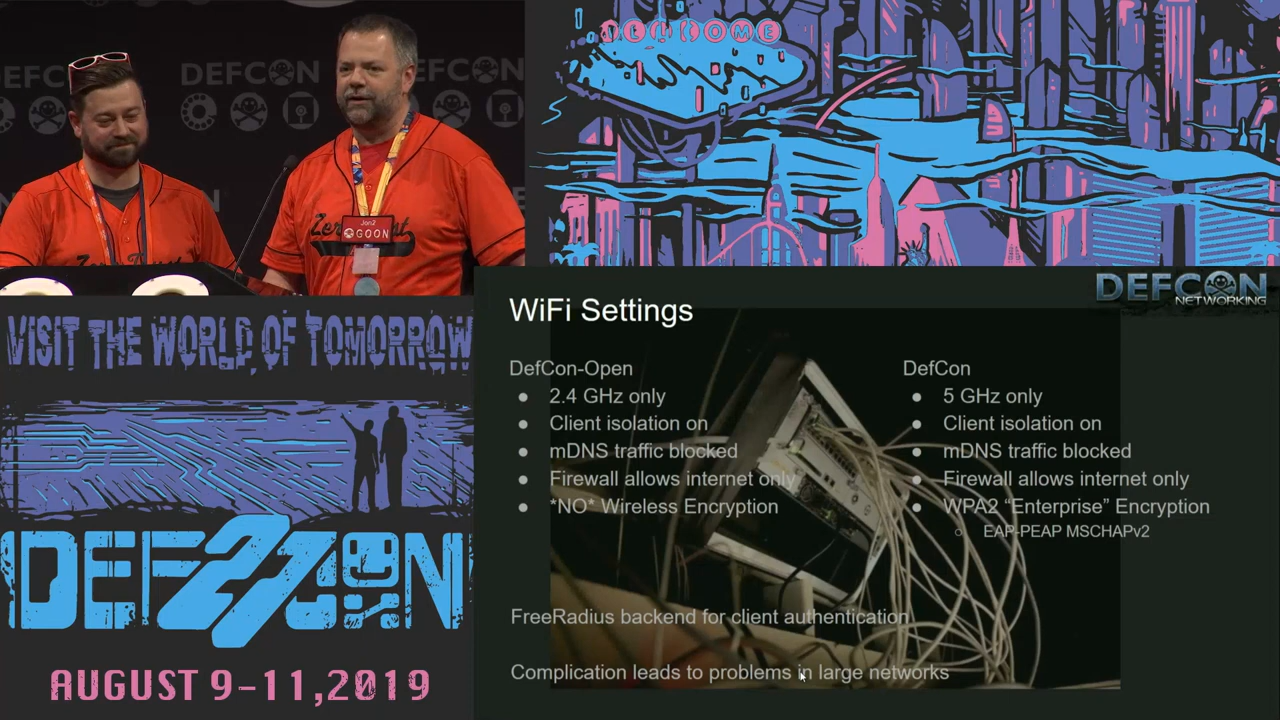 DEFCON
WELCOME
Jon2
GOON
VISIT THE WORLD OF TOMORROW
DEF27CON
AUGUST 9-11,2019
DEFCON
NETWORKING
WiFi Settings
DefCon-Open
● 2.4 GHz only
● Client isolation on
● mDNS traffic blocked
● Firewall allows internet only
● *NO* Wireless Encryption
DefCon
● 5 GHz only
● Client isolation on
● mDNS traffic blocked
● Firewall allows internet only
● WPA2 “Enterprise” Encryption
○ EAP-PEAP MSCHAPv2
FreeRadius backend for client authentication
Complication leads to problems in large networks